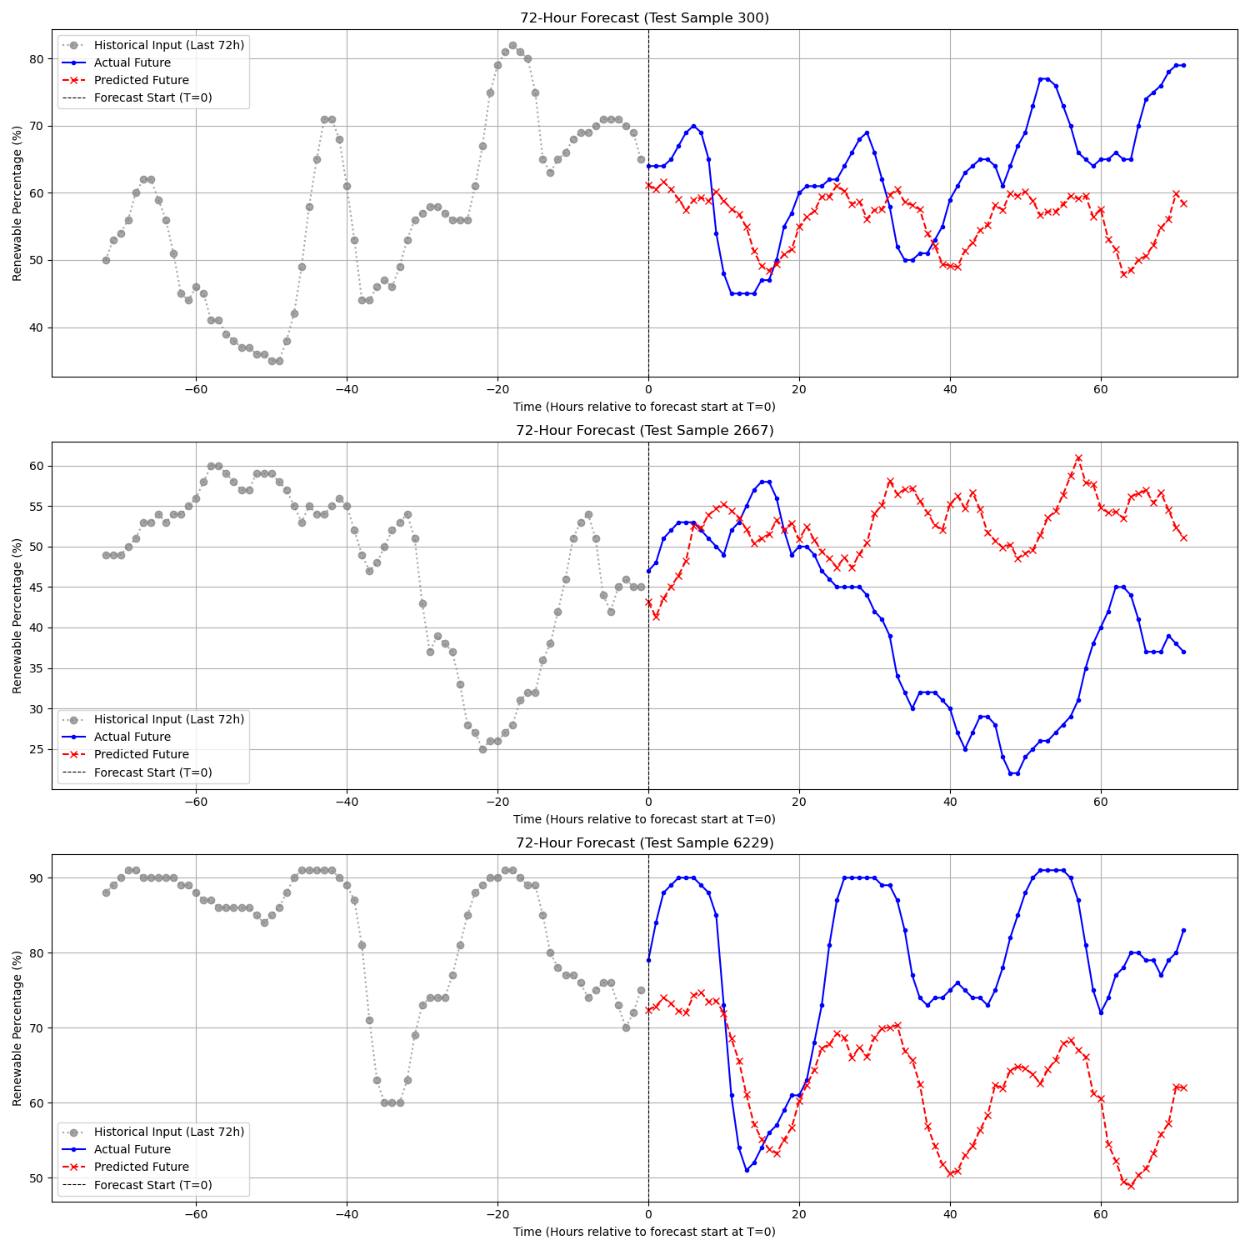 72-Hour Forecast (Test Sample 300)
Historical Input (Last 72h)
Actual Future
Predicted Future
Forecast Start (T=0)
Renewable Percentage (%)
80
70
60
50
40
−60 −40 −20 0 20 40 60
Time (Hours relative to forecast start at T=0)
72-Hour Forecast (Test Sample 2667)
Renewable Percentage (%)
60
55
50
45
40
35
30
25
Historical Input (Last 72h)
Actual Future
Predicted Future
Forecast Start (T=0)
−60 −40 −20 0 20 40 60
Time (Hours relative to forecast start at T=0)
72-Hour Forecast (Test Sample 6229)
Renewable Percentage (%)
90
80
70
60
50
Historical Input (Last 72h)
Actual Future
Predicted Future
Forecast Start (T=0)
−60 −40 −20 0 20 40 60
Time (Hours relative to forecast start at T=0)